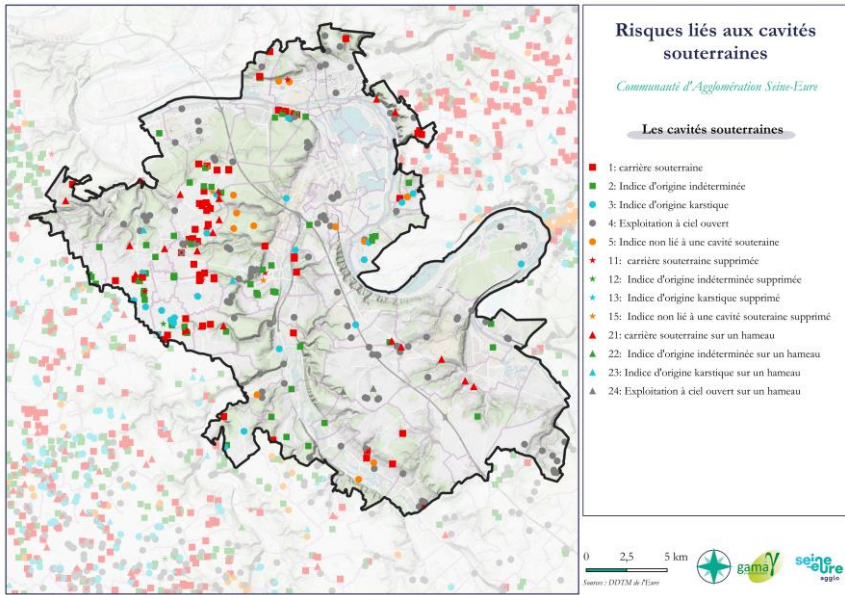 Risques liés aux cavités
souterraines
Communauté d'Agglomération Seine-Eure
Les cavités souterraines
1: carrière souterraine
2: Indice d'origine indéterminée
3: Indice d'origine karstique
4: Exploitation à ciel ouvert
5: Indice non lié à une cavité souteraine
11: carrière souterraine supprimée
12: Indice d'origine indéterminée supprimée
13: Indice d'origine karstique supprimé
15: Indice non lié à une cavité souteraine supprimé
21: carrière souterraine sur un hameau
22: Indice d'origine indéterminée sur un hameau
23: Indice d'origine karstique sur un hameau
24: Exploitation à ciel ouvert sur un hameau
0 2,5 5 km
Sources : DDTM de l'Eure
gama
seine
eure
agglo